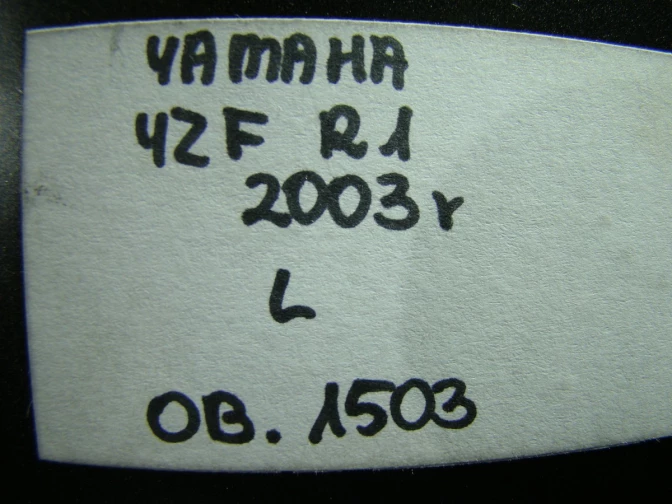 YAMAHA
YZF R1
2003r
L
OB. 1503